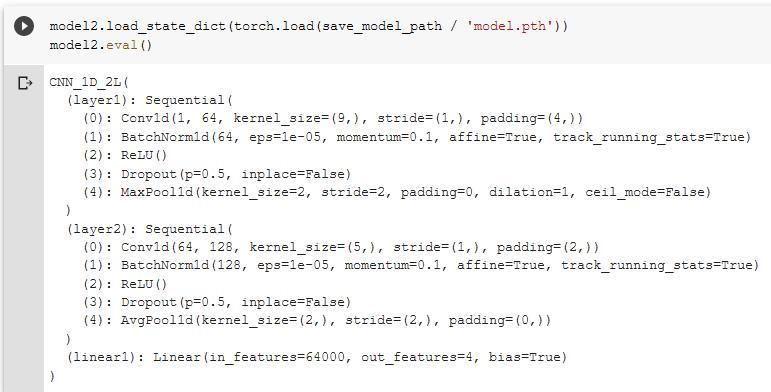 model2.load_state_dict(torch.load(save_model_path / 'model.pth'))
model2.eval()
CNN_1D_2L(
  (layer1): Sequential(
    (0): Conv1d(1, 64, kernel_size=(9,), stride=(1,), padding=(4,))
    (1): BatchNorm1d(64, eps=1e-05, momentum=0.1, affine=True, track_running_stats=True)
    (2): ReLU()
    (3): Dropout(p=0.5, inplace=False)
    (4): MaxPool1d(kernel_size=2, stride=2, padding=0, dilation=1, ceil_mode=False)
  )
  (layer2): Sequential(
    (0): Conv1d(64, 128, kernel_size=(5,), stride=(1,), padding=(2,))
    (1): BatchNorm1d(128, eps=1e-05, momentum=0.1, affine=True, track_running_stats=True)
    (2): ReLU()
    (3): Dropout(p=0.5, inplace=False)
    (4): AvgPool1d(kernel_size=(2,), stride=(2,), padding=(0,))
  )
  (linear1): Linear(in_features=64000, out_features=4, bias=True)
)